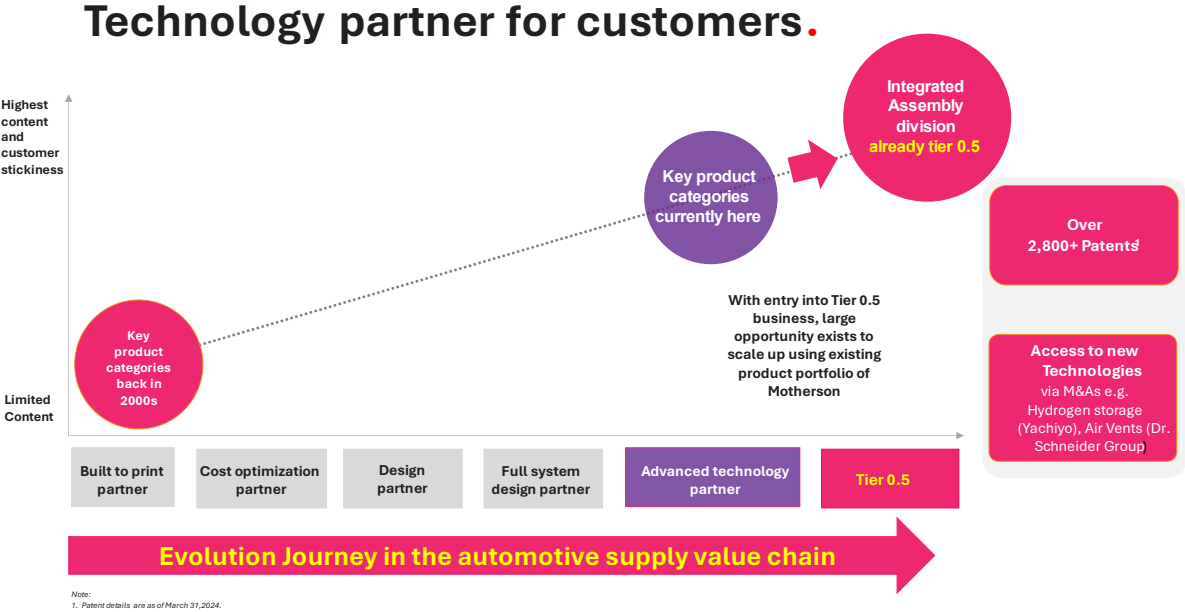 Technology partner for customers.
Highest
content
and
customer
stickiness
Limited
Content
Key
product
categories
back in
2000s
Key product
categories
currently here
Integrated
Assembly
division
already tier 0.5
With entry into Tier 0.5
business, large
opportunity exists to
scale up using existing
product portfolio of
Motherson
Over
2,800+ Patents1
Access to new
Technologies
via M&As e.g.
Hydrogen storage
(Yachiyo), Air Vents (Dr.
Schneider Group)
Built to print
partner
Cost optimization
partner
Design
partner
Full system
design partner
Advanced technology
partner
Tier 0.5
Evolution Journey in the automotive supply value chain
Note:
1. Patent details are as of March 31,2024.